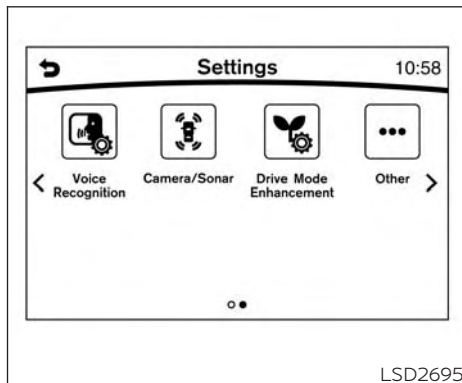 Settings
10:58
Voice
Recognition
Camera/Sonar
Drive Mode
Enhancement
Other
LSD2695